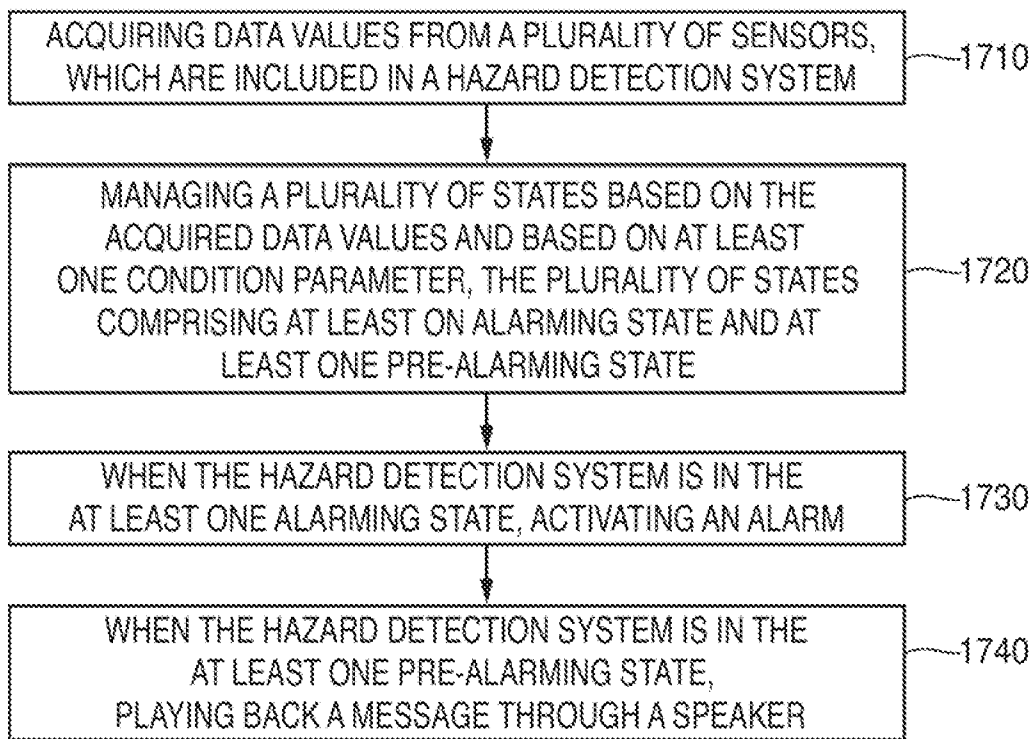 ACQUIRING DATA VALUES FROM A PLURALITY OF SENSORS,
WHICH ARE INCLUDED IN A HAZARD DETECTION SYSTEM
1710
MANAGING A PLURALITY OF STATES BASED ON THE
ACQUIRED DATA VALUES AND BASED ON AT LEAST
ONE CONDITION PARAMETER, THE PLURALITY OF STATES
COMPRISING AT LEAST ON ALARMING STATE AND AT
LEAST ONE PRE-ALARMING STATE
1720
WHEN THE HAZARD DETECTION SYSTEM IS IN THE
AT LEAST ONE ALARMING STATE, ACTIVATING AN ALARM
1730
WHEN THE HAZARD DETECTION SYSTEM IS IN THE
AT LEAST ONE PRE-ALARMING STATE,
PLAYING BACK A MESSAGE THROUGH A SPEAKER
1740